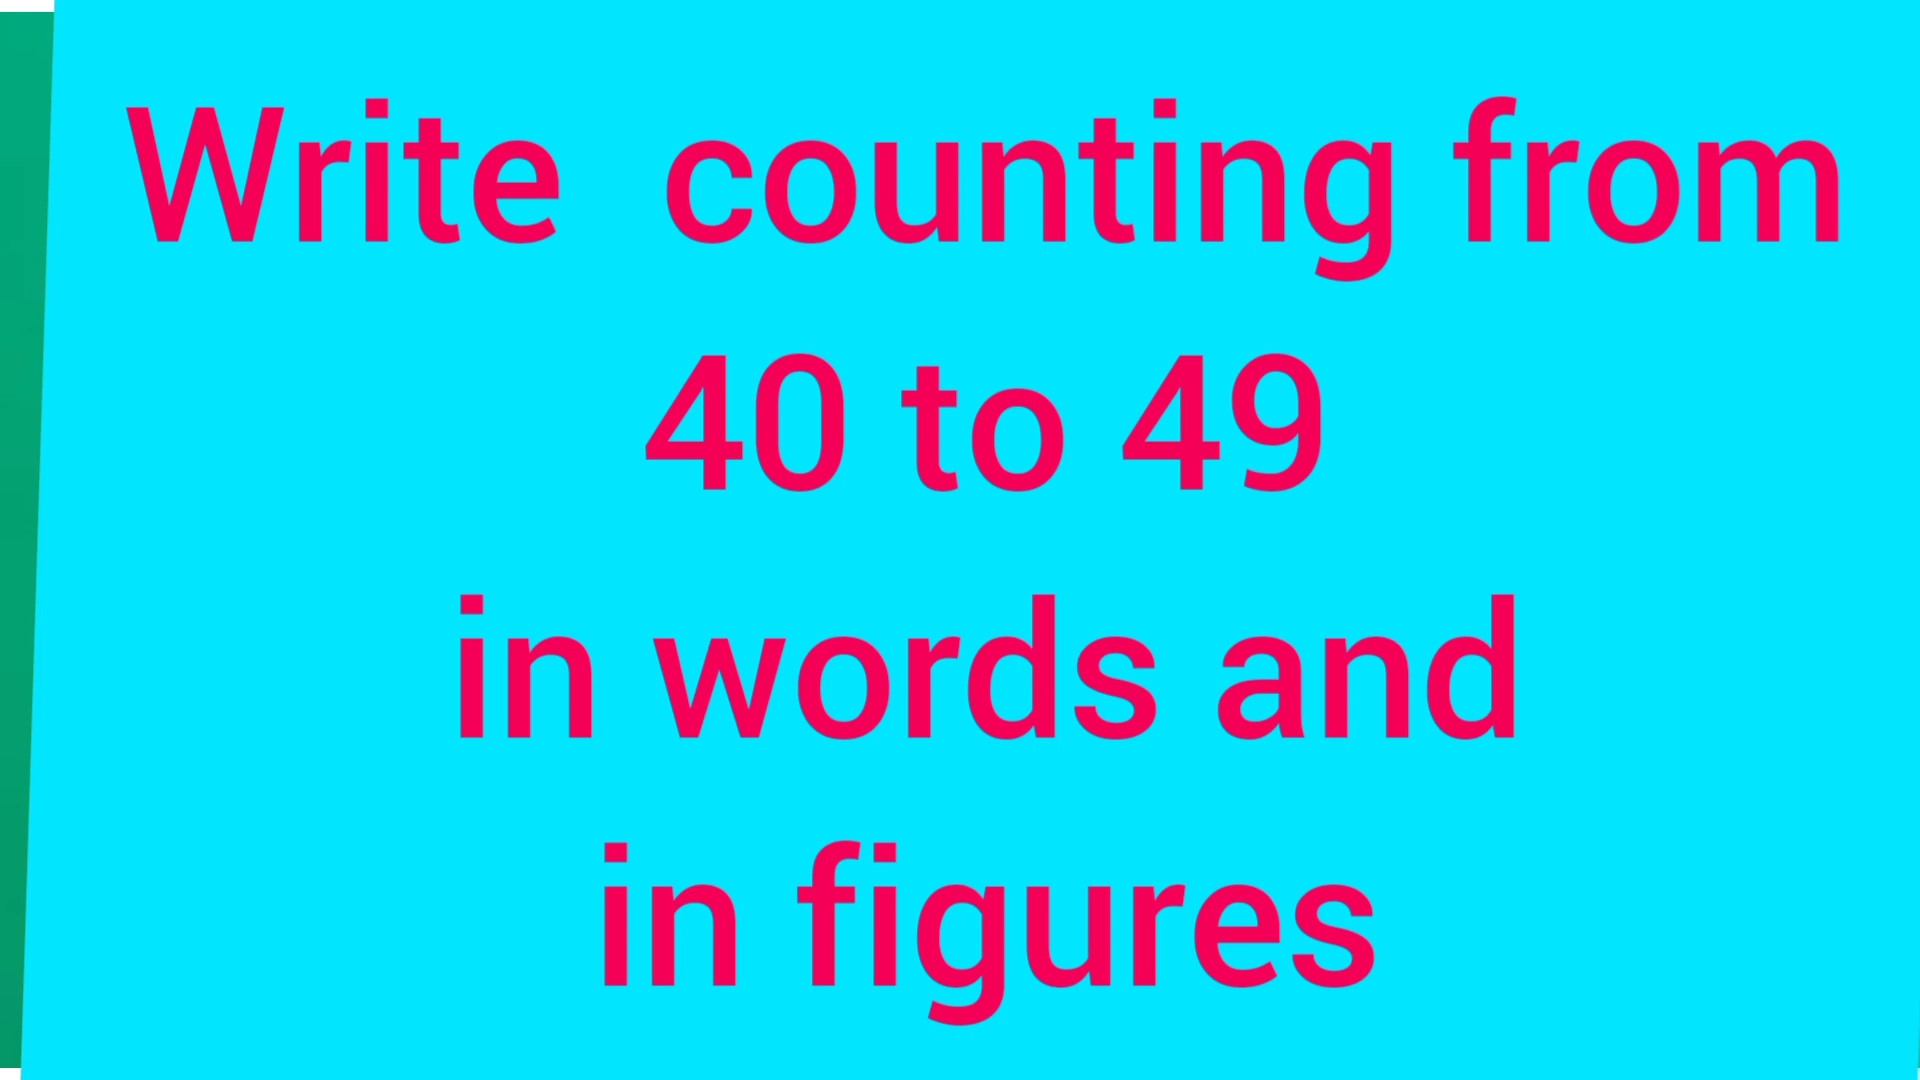 Write counting from
40 to 49
in words and
in figures